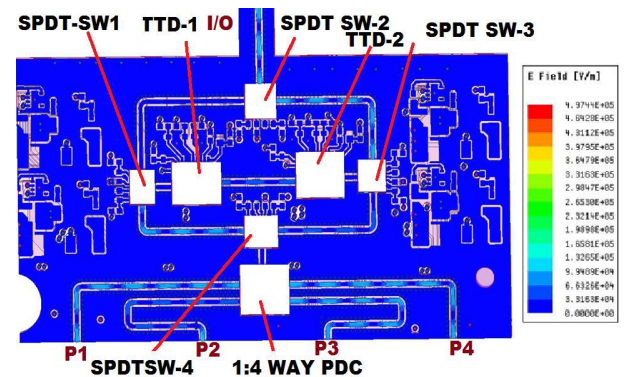 SPDT-SW1 TTD-1 I/O SPDT SW-2 SPDT SW-3
TTD-2
E Field [V/m]
4.9744E+05
4.6428E+05
4.3112E+05
3.9795E+05
3.6479E+05
3.3163E+05
2.9847E+05
2.6530E+05
2.3214E+05
1.9898E+05
1.6581E+05
1.3265E+05
9.9489E+04
6.6326E+04
3.3163E+04
0.0000E+00
P1 P2 P3 P4
SPDTSW-4 1:4 WAY PDC